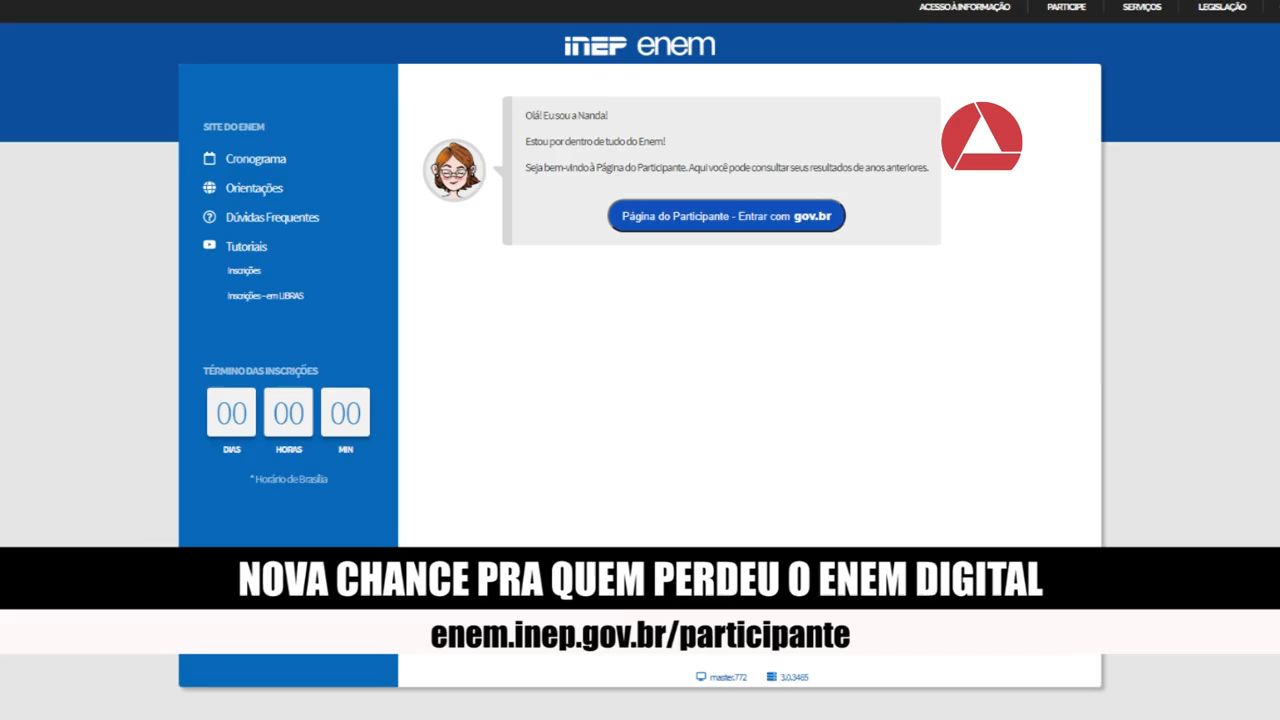 ACESSO À INFORMAÇÃO PARTICIPE SERVIÇOS LEGISLAÇÃO
inep enem
SITE DO ENEM
Cronograma
Orientações
Dúvidas Frequentes
Tutoriais
Inscrições
Inscrições – em LIBRAS
TÉRMINO DAS INSCRIÇÕES
00 00 00
DIAS HORAS MIN
* Horário de Brasília
Olá! Eu sou a Nanda!
Estou por dentro de tudo do Enem!
Seja bem-vindo à Página do Participante. Aqui você pode consultar seus resultados de anos anteriores.
Página do Participante - Entrar com gov.br
NOVA CHANCE PRA QUEM PERDEU O ENEM DIGITAL
enem.inep.gov.br/participante
master.772 3.0.3465